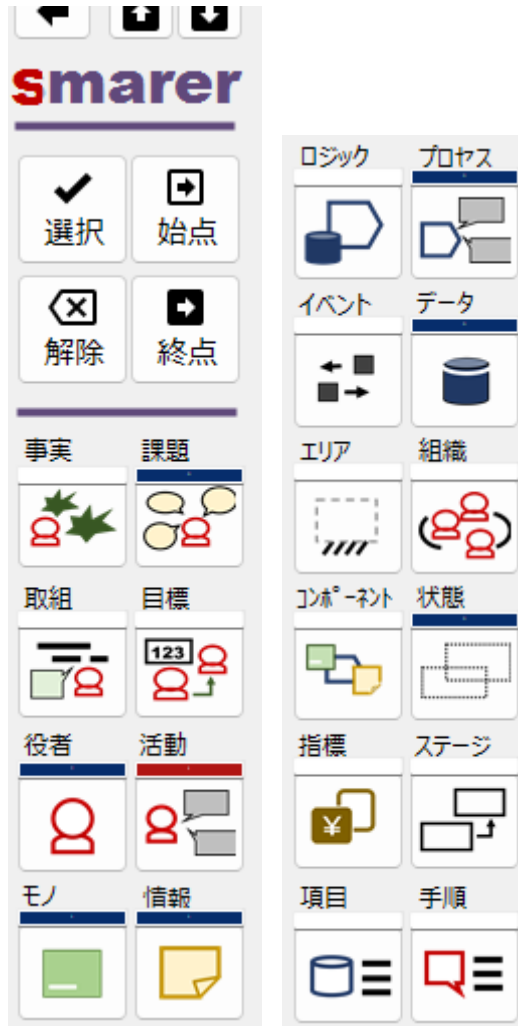 smarer
選択 始点
解除 終点
事実 課題
123
取組 目標
役者 活動
モノ 情報
ロジック プロセス
イベント データ
エリア 組織
コンポーネント 状態
指標 ステージ
¥
項目 手順